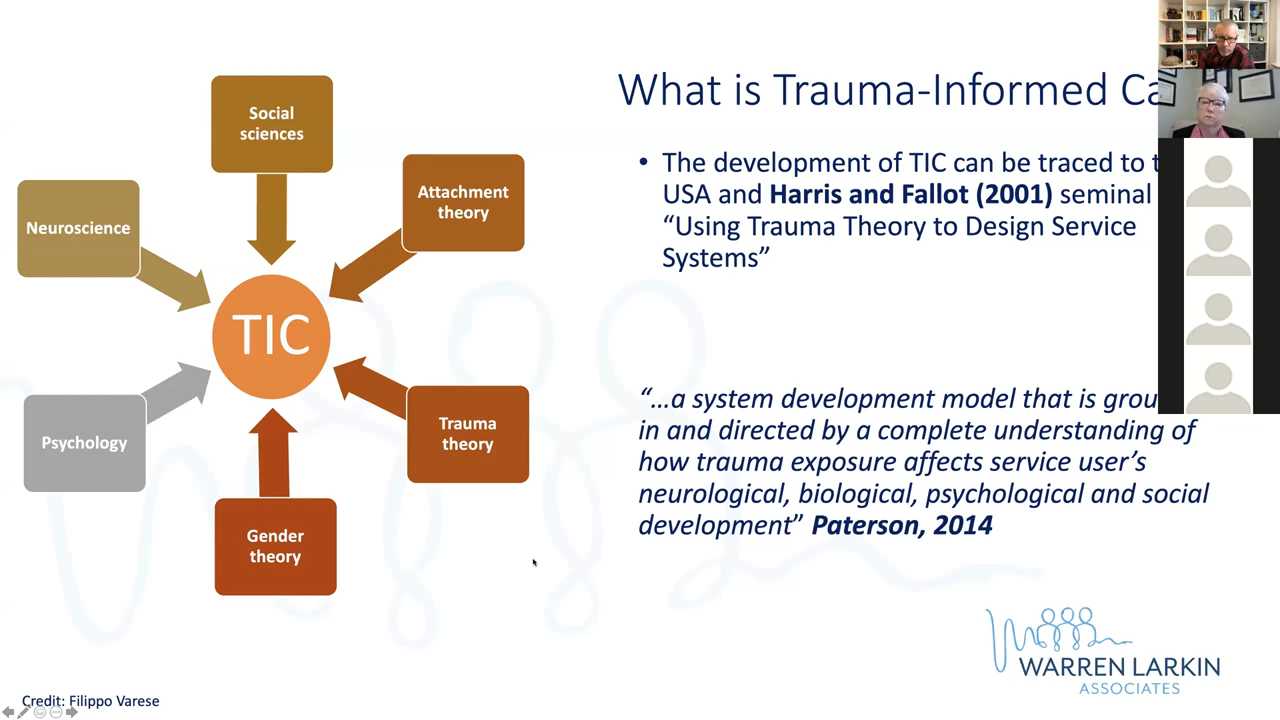 Social
sciences
Attachment
theory
Neuroscience
TIC
Psychology
Trauma
theory
Gender
theory
What is Trauma-Informed
The development of TIC can be traced to
USA and Harris and Fallot (2001) seminal
“Using Trauma Theory to Design Service
Systems”
“…a system development model that is
in and directed by a complete understanding of
how trauma exposure affects service user’s
neurological, biological, psychological and social
development” Paterson, 2014
WARREN LARKIN
ASSOCIATES
Credit: Filippo Varese